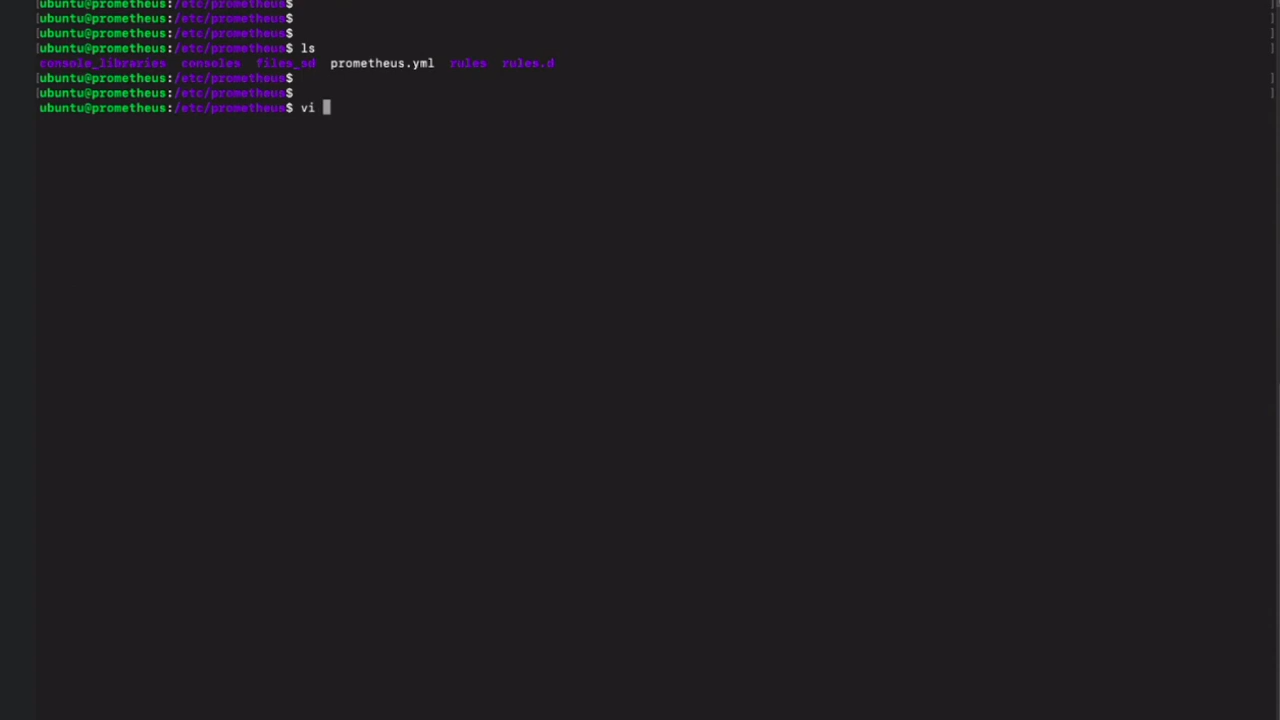 [ubuntu@prometheus:/etc/prometheus$
[ubuntu@prometheus:/etc/prometheus$ ]
[ubuntu@prometheus:/etc/prometheus$ ]
[ubuntu@prometheus:/etc/prometheus$ ls ]
console_libraries consoles files_sd prometheus.yml rules rules.d
[ubuntu@prometheus:/etc/prometheus$ ]
[ubuntu@prometheus:/etc/prometheus$ ]
ubuntu@prometheus:/etc/prometheus$ vi